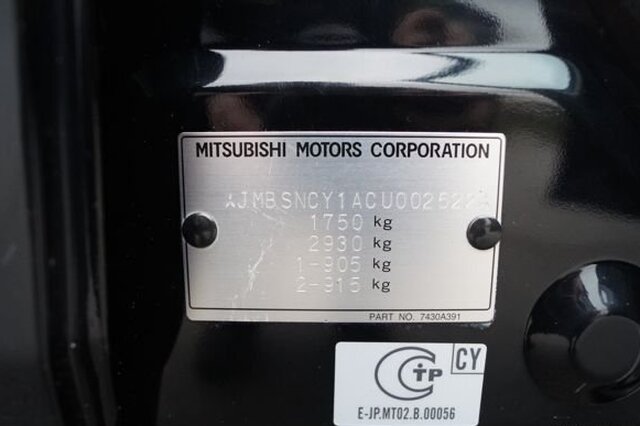 MITSUBISHI MOTORS CORPORATION
1750 kg
2930 kg
1-905 kg
2-915 kg
PART NO. 7430A391
CTP
CY
E-JP.MT02.B.00056